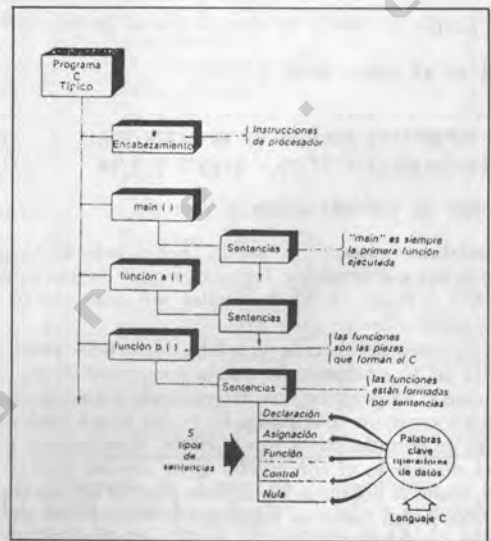 Programa
C
Típico
#
Encabezamiento
Instrucciones
de procesador
main ( )
Sentencias
"main" es siempre
la primera función
ejecutada
función a ( )
Sentencias
función b ( )
las funciones
son las piezas
que forman el C
Sentencias
las funciones
están formadas
por sentencias
5
tipos
de
sentencias
Declaración
Asignación
Función
Control
Nula
Palabras
clave
operadores
de datos
Lenguaje C